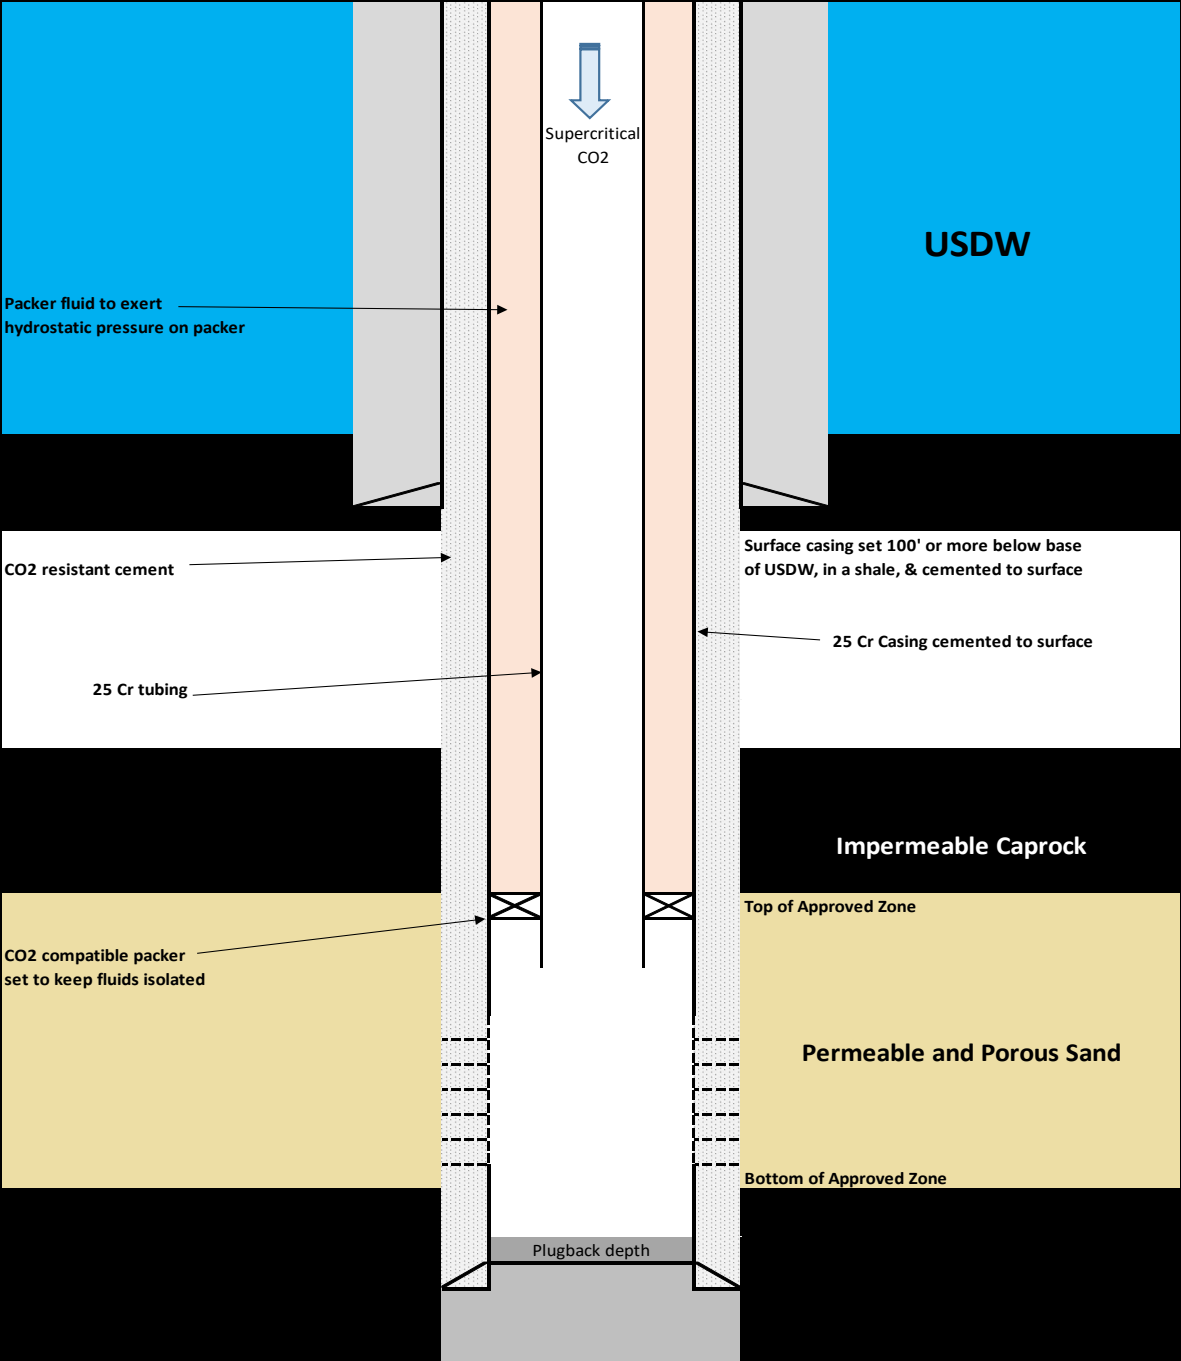 Supercritical
CO2
USDW
Packer fluid to exert
hydrostatic pressure on packer
CO2 resistant cement
Surface casing set 100' or more below base
of USDW, in a shale, & cemented to surface
25 Cr Casing cemented to surface
25 Cr tubing
Impermeable Caprock
Top of Approved Zone
CO2 compatible packer
set to keep fluids isolated
Permeable and Porous Sand
Bottom of Approved Zone
Plugback depth